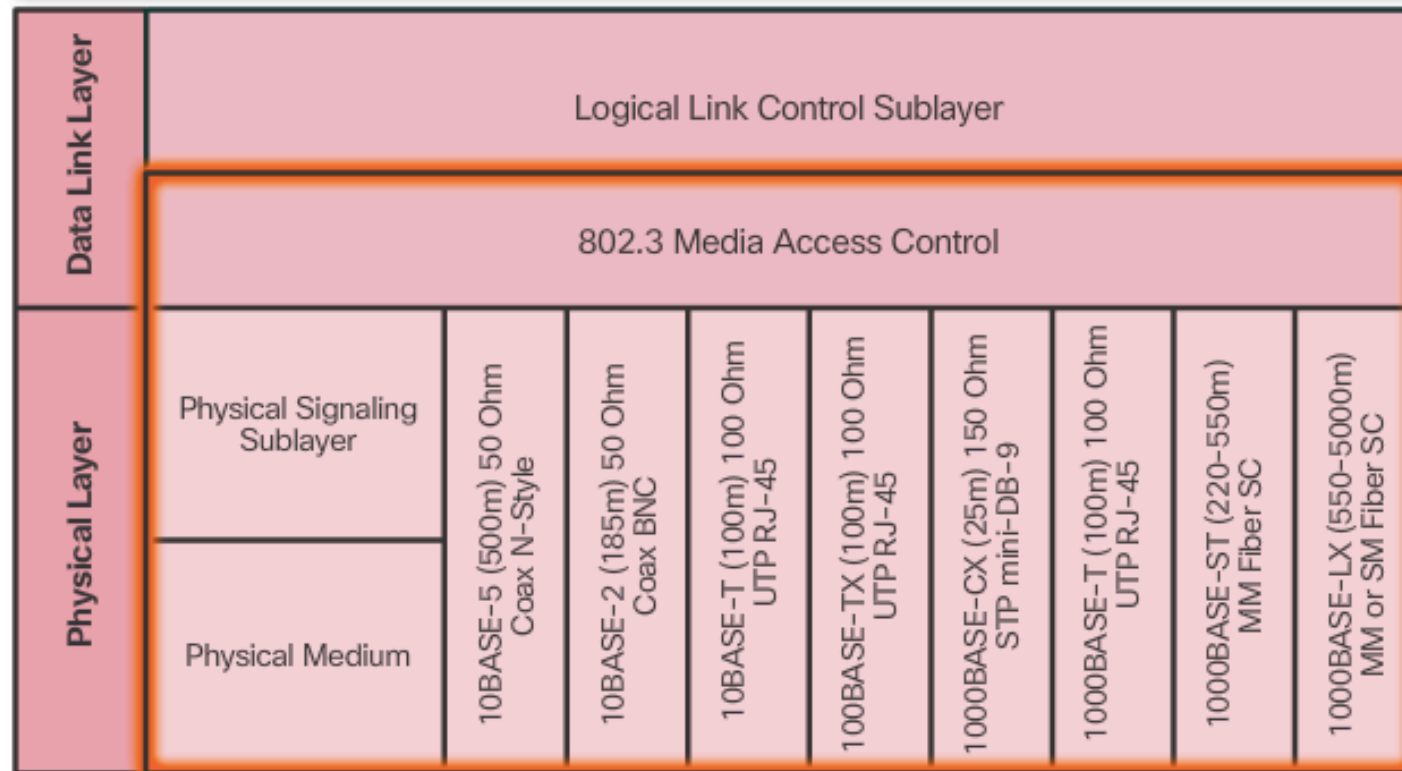 Data Link Layer
Logical Link Control Sublayer
802.3 Media Access Control
Physical Layer
Physical Signaling
Sublayer
Physical Medium
10BASE-5 (500m) 50 Ohm
Coax N-Style
10BASE-2 (185m) 50 Ohm
Coax BNC
10BASE-T (100m) 100 Ohm
UTP RJ-45
100BASE-TX (100m) 100 Ohm
UTP RJ-45
1000BASE-CX (25m) 150 Ohm
STP mini-DB-9
1000BASE-T (100m) 100 Ohm
UTP RJ-45
1000BASE-ST (220-550m)
MM Fiber SC
1000BASE-LX (550-5000m)
MM or SM Fiber SC